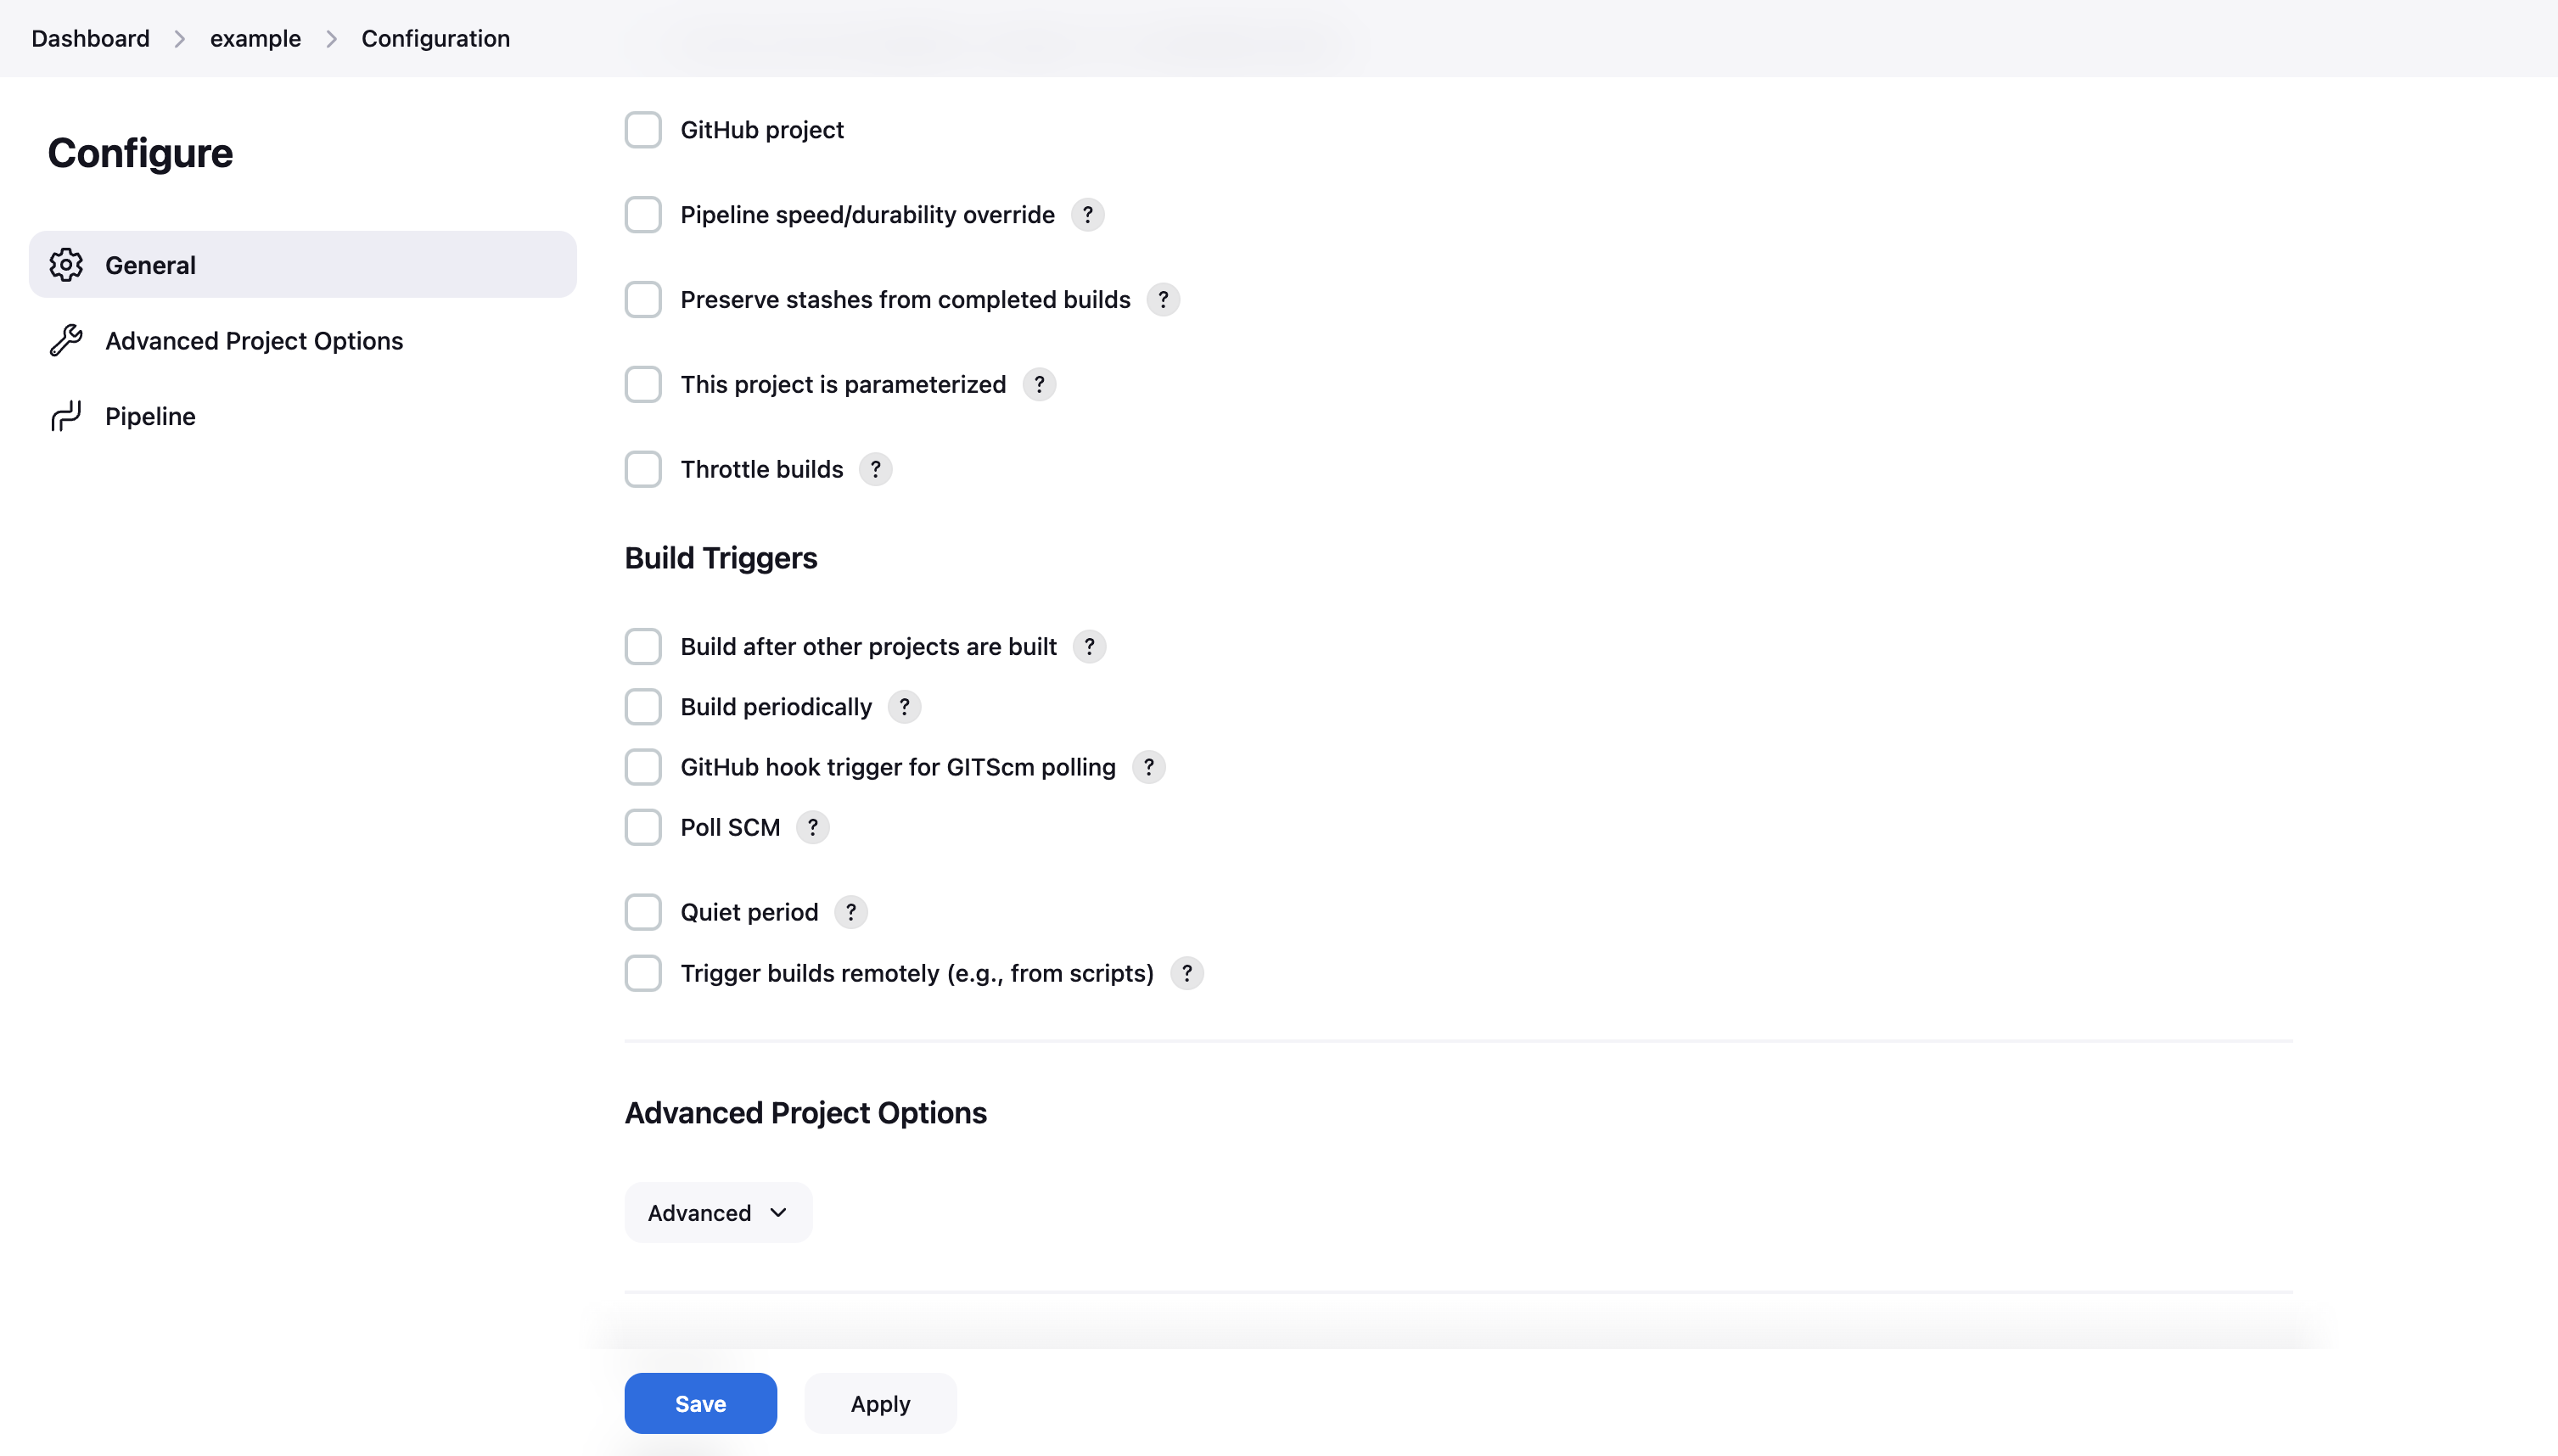 Dashboard > example > Configuration
Configure
General
Advanced Project Options
Pipeline
GitHub project
Pipeline speed/durability override ?
Preserve stashes from completed builds ?
This project is parameterized ?
Throttle builds ?
Build Triggers
Build after other projects are built ?
Build periodically ?
GitHub hook trigger for GITScm polling ?
Poll SCM ?
Quiet period ?
Trigger builds remotely (e.g., from scripts) ?
Advanced Project Options
Advanced
Save Apply